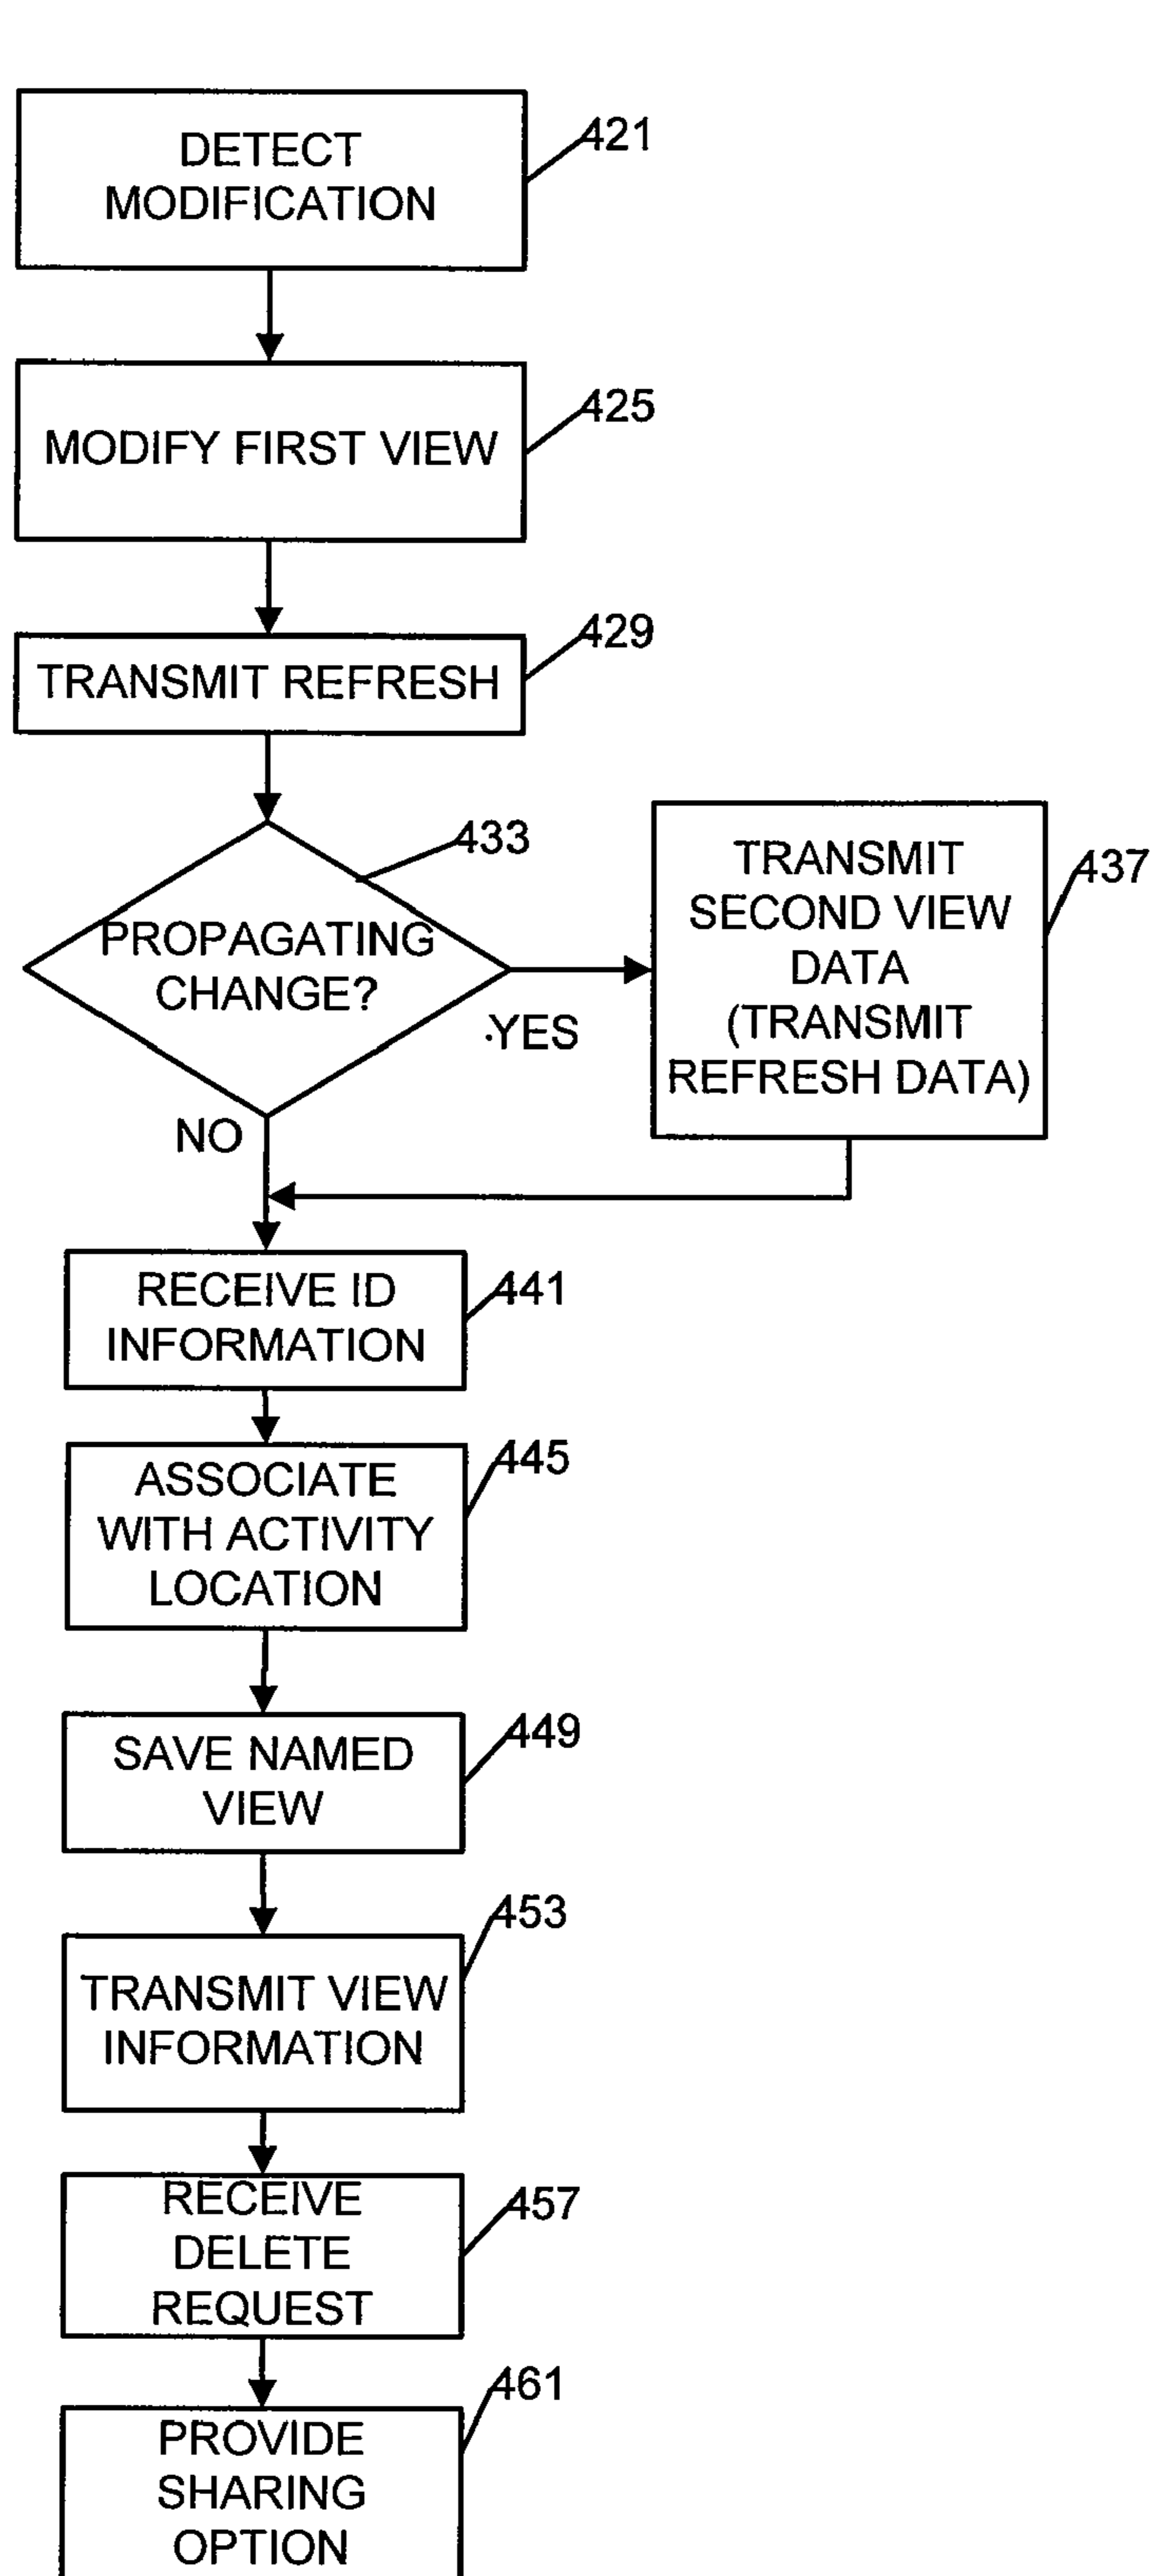 DETECT
MODIFICATION
421
MODIFY FIRST VIEW
425
TRANSMIT REFRESH
429
PROPAGATING
CHANGE?
433
YES
NO
TRANSMIT
SECOND VIEW
DATA
(TRANSMIT
REFRESH DATA)
437
RECEIVE ID
INFORMATION
441
ASSOCIATE
WITH ACTIVITY
LOCATION
445
SAVE NAMED
VIEW
449
TRANSMIT VIEW
INFORMATION
453
RECEIVE
DELETE
REQUEST
457
PROVIDE
SHARING
OPTION
461